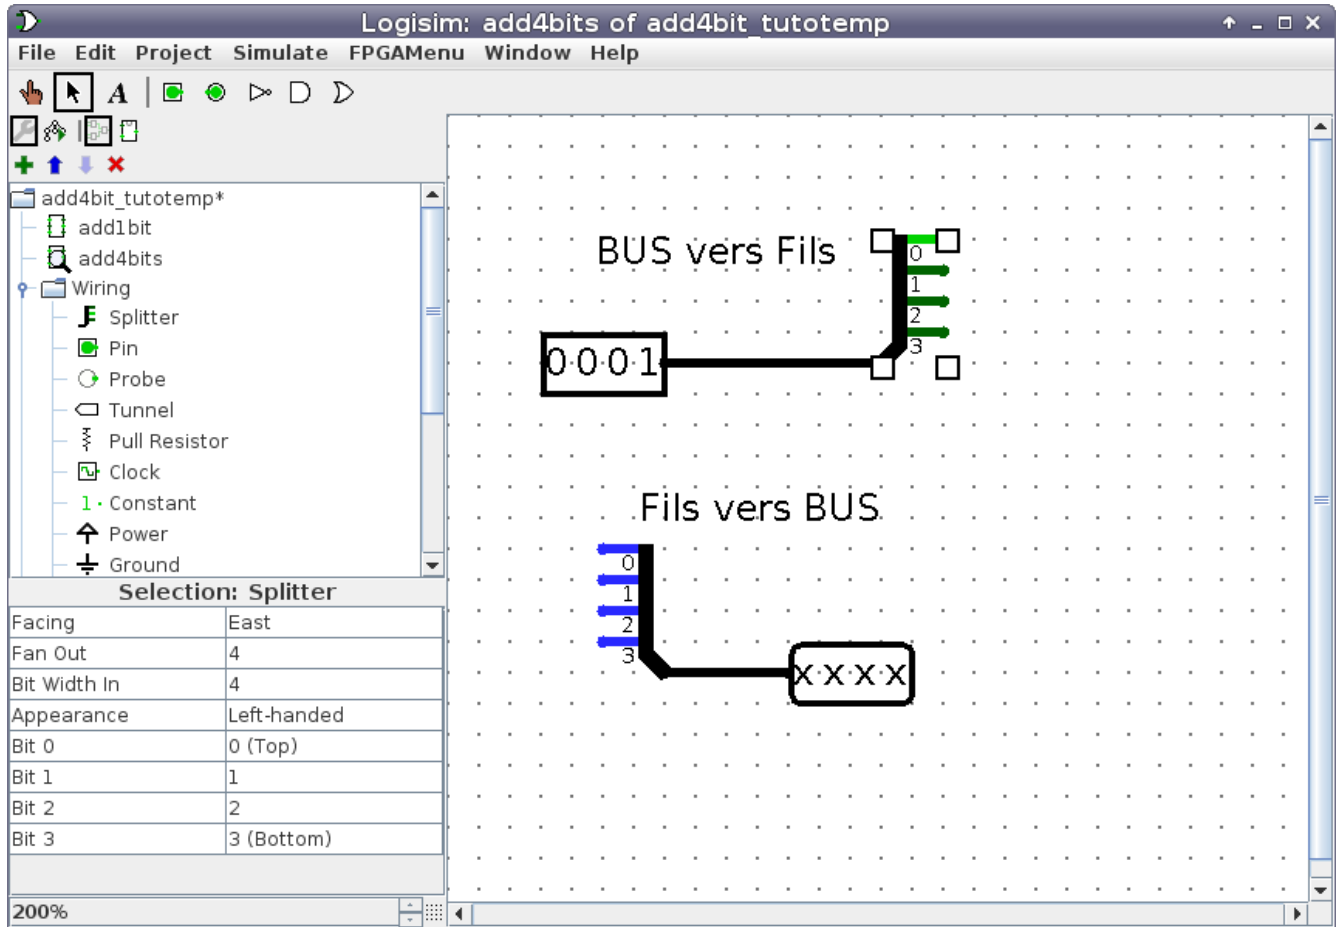 Logisim: add4bits of add4bit_tutotemp
File Edit Project Simulate FPGAMenu Window Help
A
add4bit_tutotemp*
add1bit
add4bits
Wiring
Splitter
Pin
Probe
Tunnel
Pull Resistor
Clock
1 Constant
Power
Ground
Selection: Splitter
Facing East
Fan Out 4
Bit Width In 4
Appearance Left-handed
Bit 0 0 (Top)
Bit 1 1
Bit 2 2
Bit 3 3 (Bottom)
200%
BUS vers Fils
0
1
2
3
0001
Fils vers BUS
0
1
2
3
xxxx